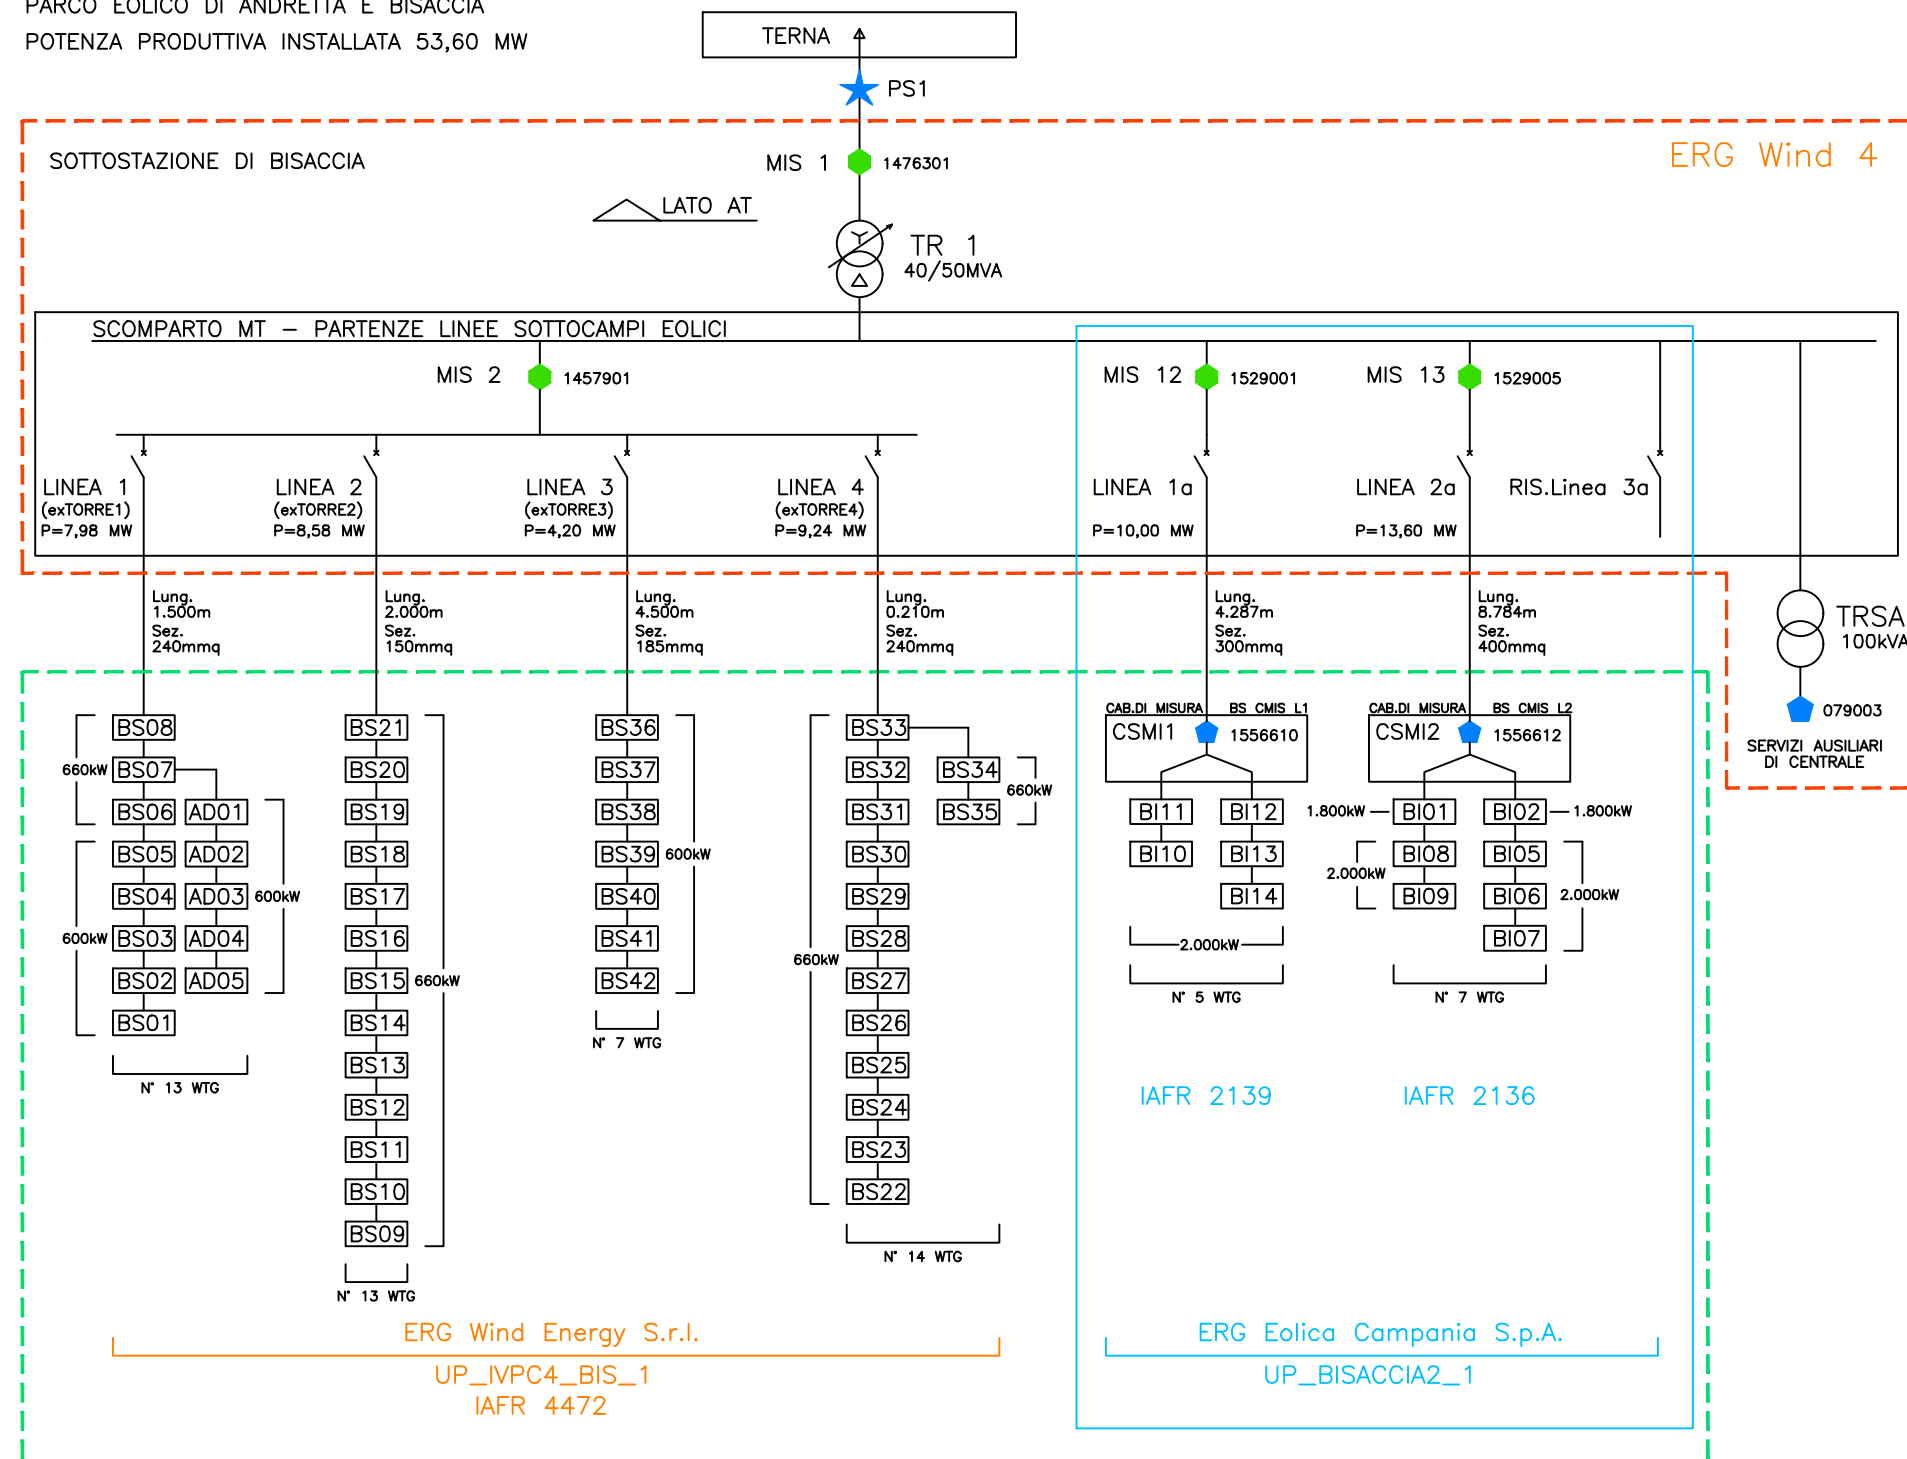 PARCO EOLICO DI ANDRETTA E BISACCIA
POTENZA PRODUTTIVA INSTALLATA 53,60 MW
TERNA
PS1
SOTTOSTAZIONE DI BISACCIA
MIS 1
1476301
ERG Wind 4
LATO AT
TR 1
40/50MVA
SCOMPARTO MT – PARTENZE LINEE SOTTOCAMPI EOLICI
MIS 2
1457901
MIS 12
1529001
MIS 13
1529005
LINEA 1
(exTORRE1)
P=7,98 MW
LINEA 2
(exTORRE2)
P=8,58 MW
LINEA 3
(exTORRE3)
P=4,20 MW
LINEA 4
(exTORRE4)
P=9,24 MW
LINEA 1a
P=10,00 MW
LINEA 2a
P=13,60 MW
RIS.Linea 3a
Lung.
1.500m
Sez.
240mmq
Lung.
2.000m
Sez.
150mmq
Lung.
4.500m
Sez.
185mmq
Lung.
0.210m
Sez.
240mmq
Lung.
4.287m
Sez.
300mmq
Lung.
8.784m
Sez.
400mmq
TRSA
100kVA
079003
SERVIZI AUSILIARI
DI CENTRALE
BS08
BS07
BS06
BS05
BS04
BS03
BS02
BS01
660kW
600kW
AD01
AD02
AD03
AD04
AD05
600kW
N° 13 WTG
BS21
BS20
BS19
BS18
BS17
BS16
BS15
BS14
BS13
BS12
BS11
BS10
BS09
660kW
N° 13 WTG
BS36
BS37
BS38
BS39
BS40
BS41
BS42
600kW
N° 7 WTG
BS33
BS32
BS31
BS30
BS29
BS28
BS27
BS26
BS25
BS24
BS23
BS22
660kW
BS34
BS35
660kW
N° 14 WTG
CAB.DI MISURA BS CMIS L1
CSMI1
1556610
BI11
BI10
BI12
BI13
BI14
2.000kW
N° 5 WTG
IAFR 2139
CAB.DI MISURA BS CMIS L2
CSMI2
1556612
1.800kW
BI01
BI08
BI09
2.000kW
BI02
1.800kW
BI05
BI06
BI07
2.000kW
N° 7 WTG
IAFR 2136
ERG Wind Energy S.r.l.
UP_IVPC4_BIS_1
IAFR 4472
ERG Eolica Campania S.p.A.
UP_BISACCIA2_1